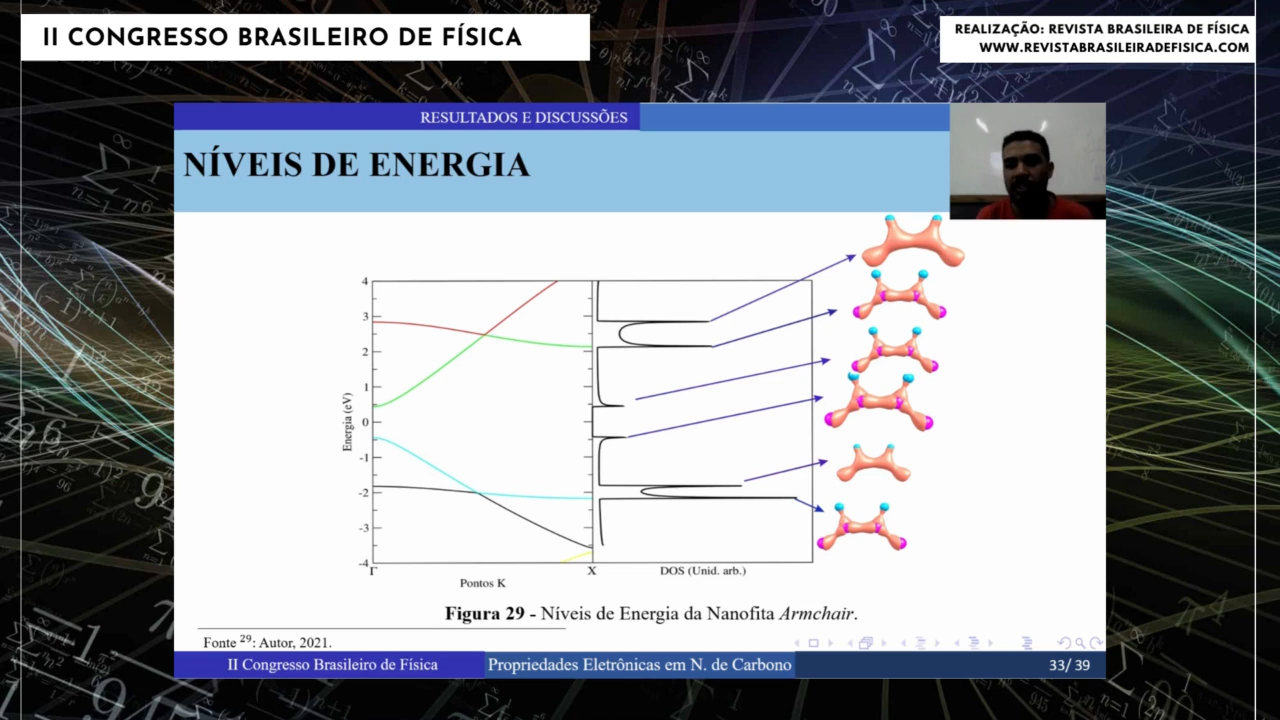 II CONGRESSO BRASILEIRO DE FÍSICA
REALIZAÇÃO: REVISTA BRASILEIRA DE FÍSICA
WWW.REVISTABRASILEIRADEFISICA.COM
RESULTADOS E DISCUSSÕES
NÍVEIS DE ENERGIA
4
3
2
1
0
-1
-2
-3
-4
Energia (eV)
Γ
X
Pontos K
DOS (Unid. arb.)
Figura 29 - Níveis de Energia da Nanofita Armchair.
Fonte 29: Autor, 2021.
II Congresso Brasileiro de Física
Propriedades Eletrônicas em N. de Carbono
33/ 39